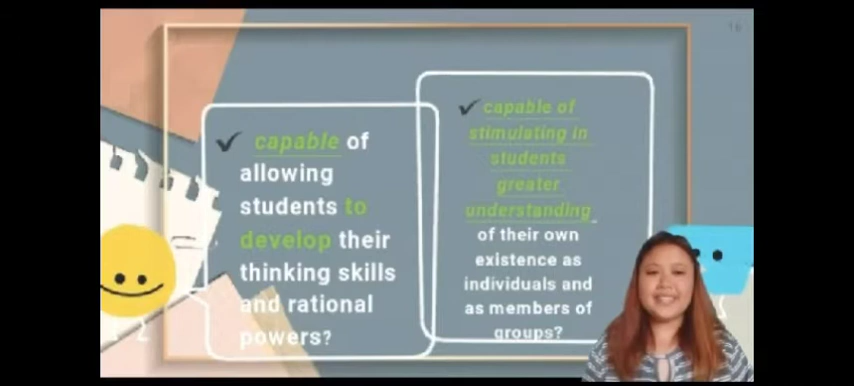 16
✔ capable of
allowing
students to
develop their
thinking skills
and rational
powers?
✔ capable of
stimulating in
students
greater
understanding
of their own
existence as
individuals and
as members of
groups?